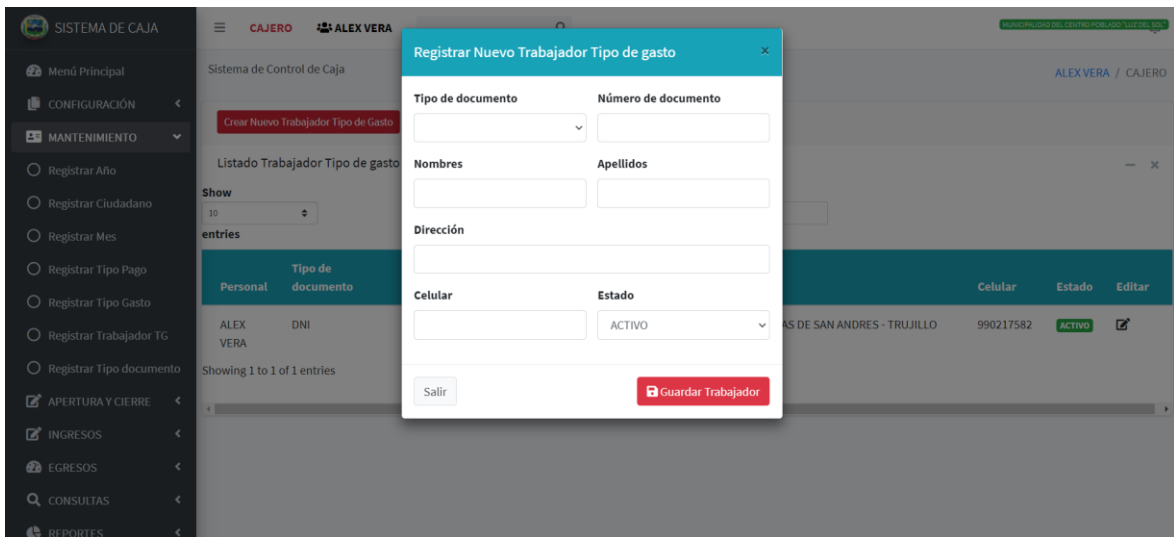 SISTEMA DE CAJA
CAJERO
ALEX VERA
MUNICIPALIDAD DEL CENTRO POBLADO "LUZ DEL SOL"
Menú Principal
CONFIGURACIÓN
MANTENIMIENTO
Registrar Año
Registrar Ciudadano
Registrar Mes
Registrar Tipo Pago
Registrar Tipo Gasto
Registrar Trabajador TG
Registrar Tipo documento
APERTURA Y CIERRE
INGRESOS
EGRESOS
CONSULTAS
REPORTES
Sistema de Control de Caja
ALEX VERA / CAJERO
Crear Nuevo Trabajador Tipo de Gasto
Listado Trabajador Tipo de gasto
Show
10
entries
Personal Tipo de documento Celular Estado Editar
ALEX VERA DNI AS DE SAN ANDRES - TRUJILLO 990217582 ACTIVO
Showing 1 to 1 of 1 entries
Registrar Nuevo Trabajador Tipo de gasto ×
Tipo de documento Número de documento
Nombres Apellidos
Dirección
Celular Estado
ACTIVO
Salir Guardar Trabajador